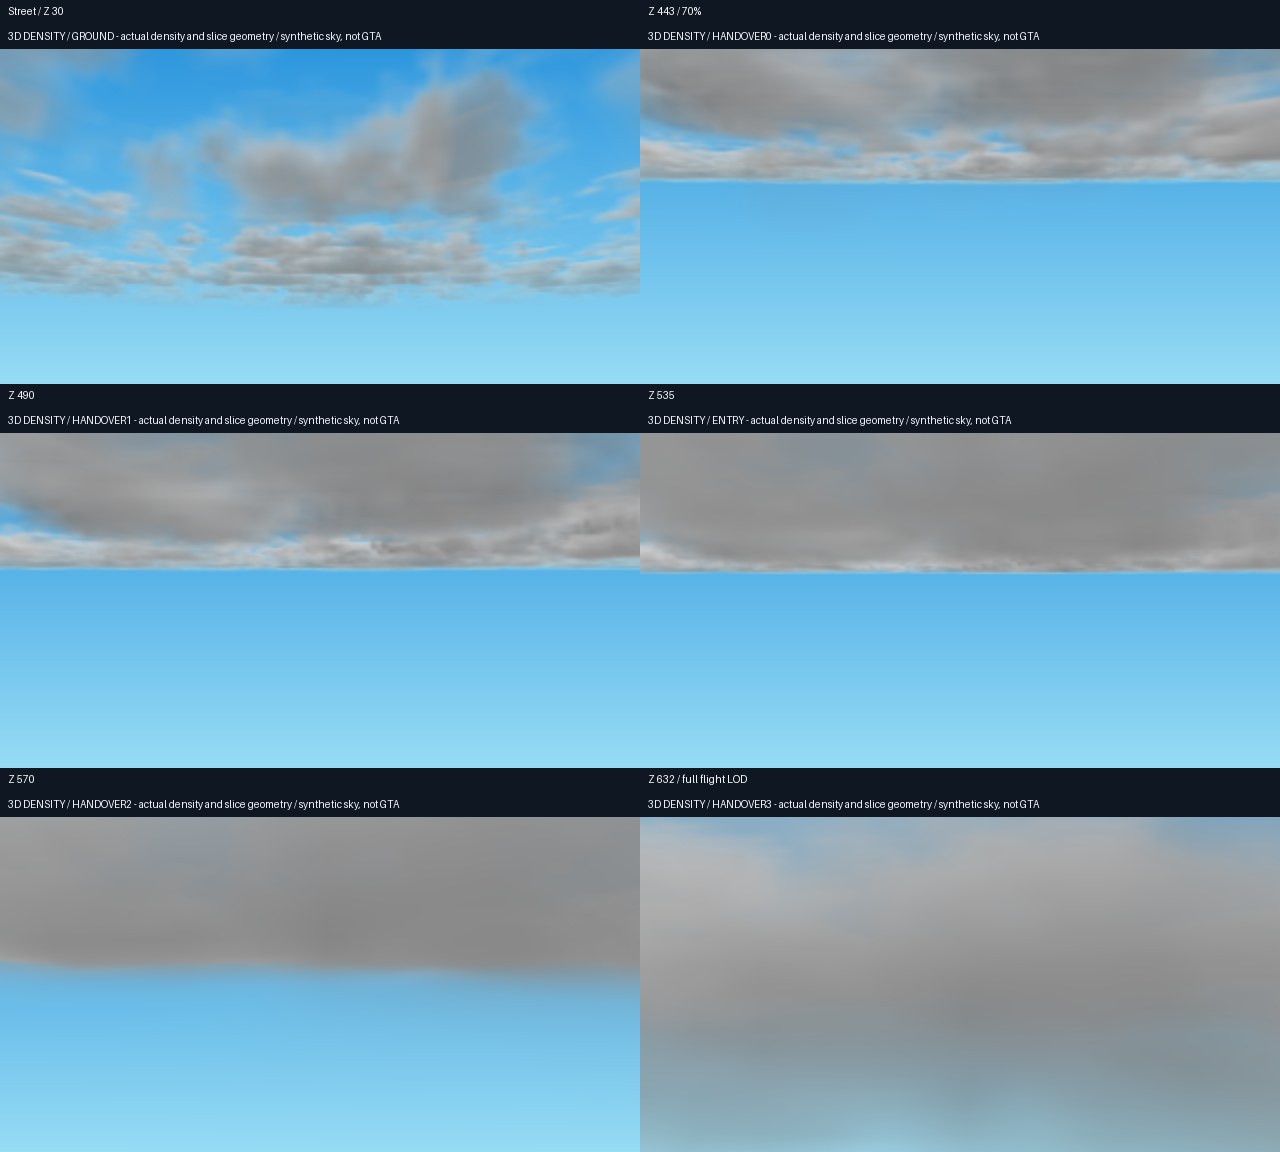 Street / Z 30
3D DENSITY / GROUND - actual density and slice geometry / synthetic sky, not GTA
Z 443 / 70%
3D DENSITY / HANDOVER0 - actual density and slice geometry / synthetic sky, not GTA
Z 490
3D DENSITY / HANDOVER1 - actual density and slice geometry / synthetic sky, not GTA
Z 535
3D DENSITY / ENTRY - actual density and slice geometry / synthetic sky, not GTA
Z 570
3D DENSITY / HANDOVER2 - actual density and slice geometry / synthetic sky, not GTA
Z 632 / full flight LOD
3D DENSITY / HANDOVER3 - actual density and slice geometry / synthetic sky, not GTA